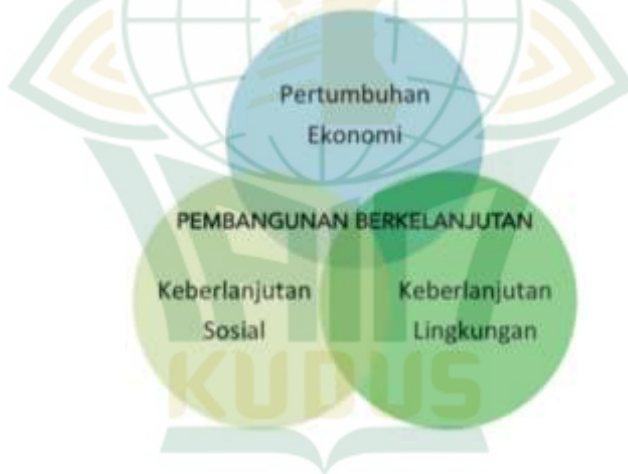 Pertumbuhan
Ekonomi
PEMBANGUNAN BERKELANJUTAN
Keberlanjutan
Sosial
Keberlanjutan
Lingkungan
KUDUS